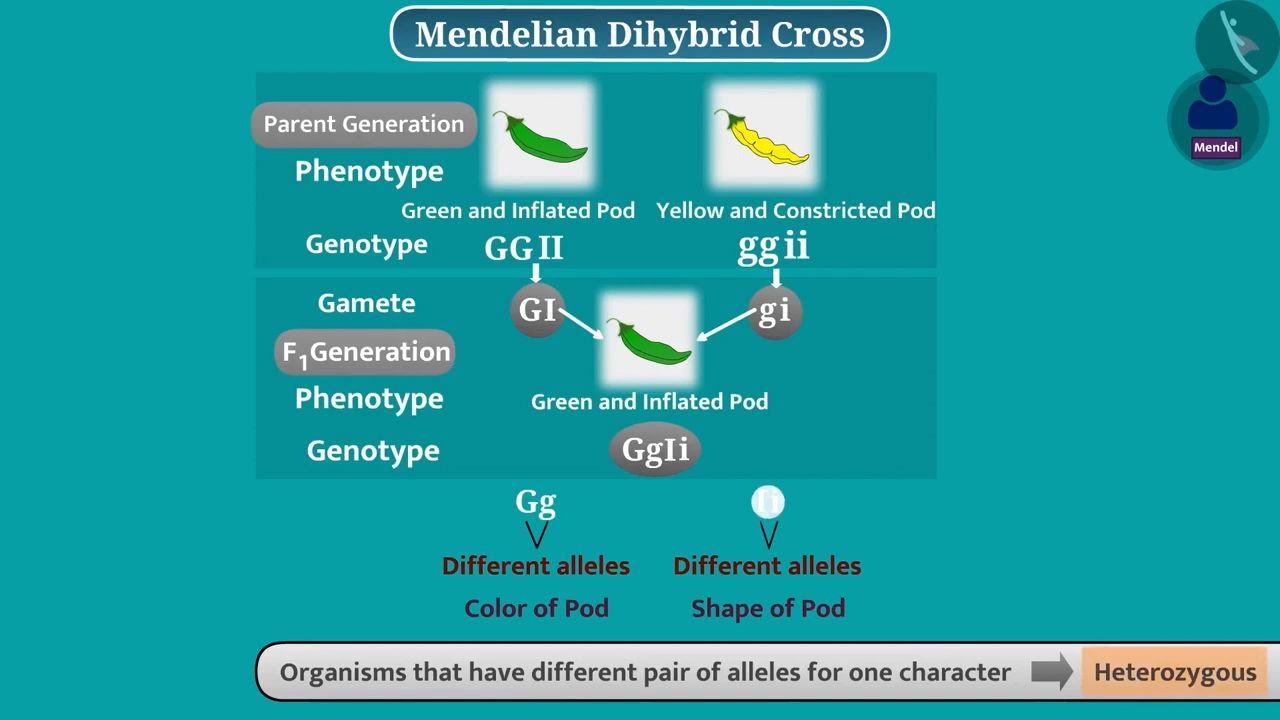 Mendelian Dihybrid Cross
Mendel
Parent Generation
Phenotype
Green and Inflated Pod
Yellow and Constricted Pod
Genotype
GG II
gg ii
Gamete
GI
gi
F1 Generation
Phenotype
Green and Inflated Pod
Genotype
GgIi
Gg
Ii
Different alleles
Different alleles
Color of Pod
Shape of Pod
Organisms that have different pair of alleles for one character
Heterozygous